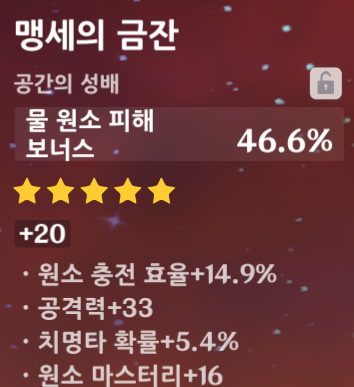 맹세의 금잔
공간의 성배
물 원소 피해
보너스
46.6%
+20
· 원소 충전 효율+14.9%
· 공격력+33
· 치명타 확률+5.4%
· 원소 마스터리+16